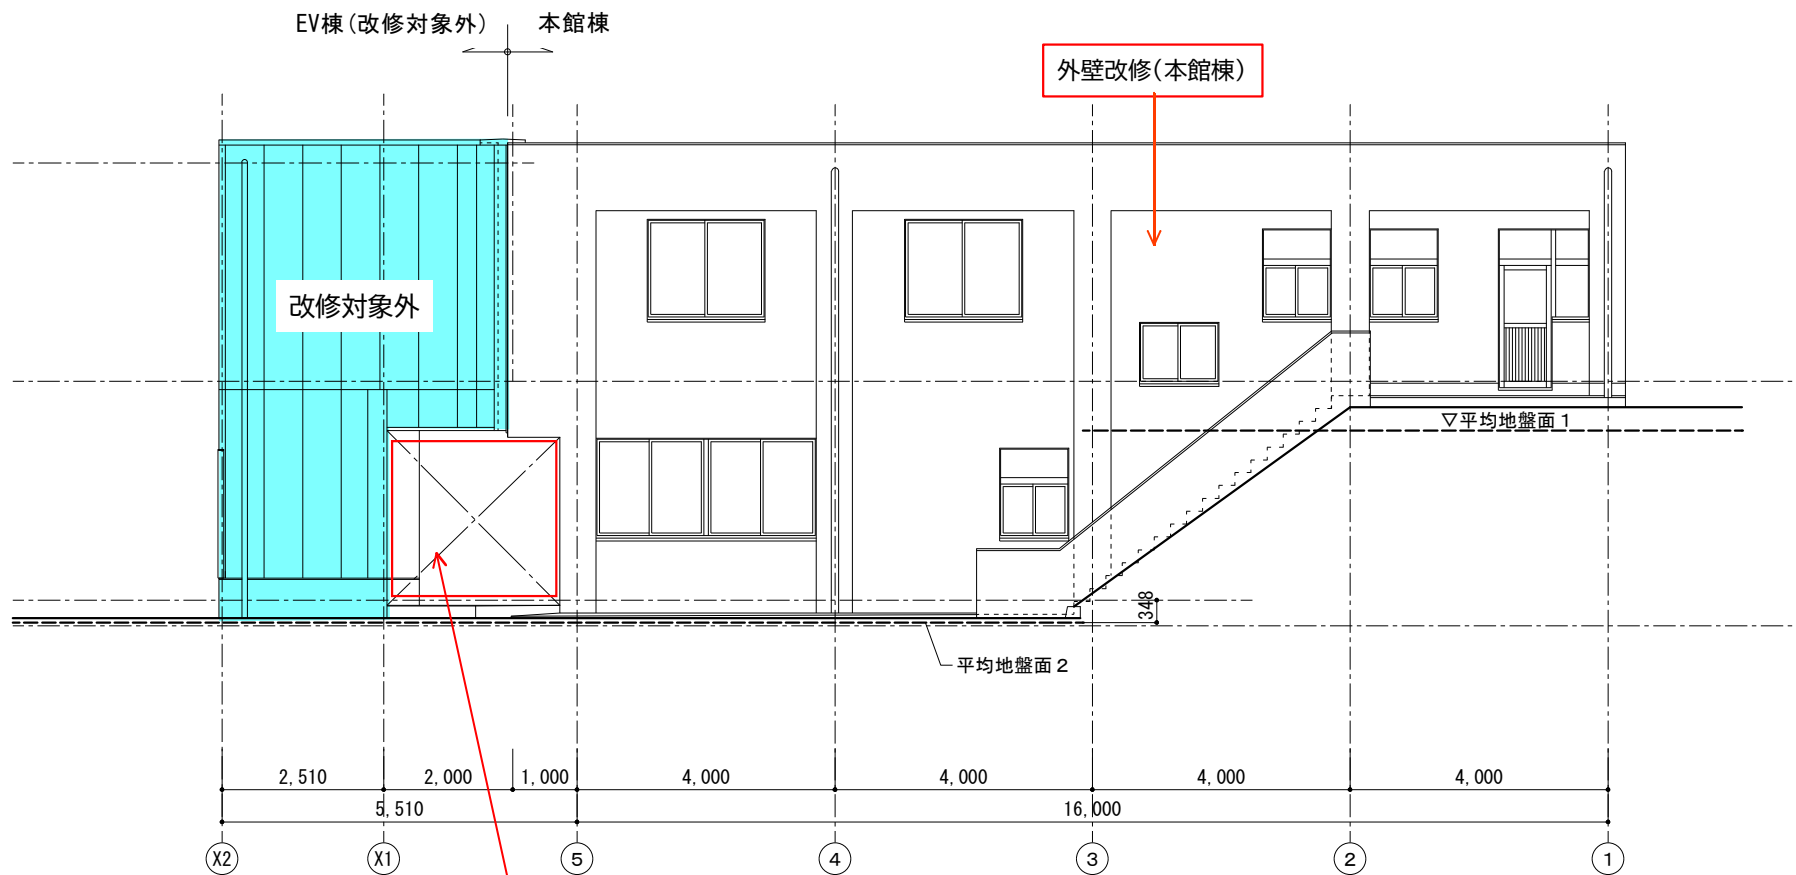 EV棟(改修対象外) 本館棟
外壁改修(本館棟)
改修対象外
▽平均地盤面1
348
平均地盤面2
2,510 2,000 1,000 4,000 4,000 4,000 4,000
5,510 16,000
X2 X1 5 4 3 2 1